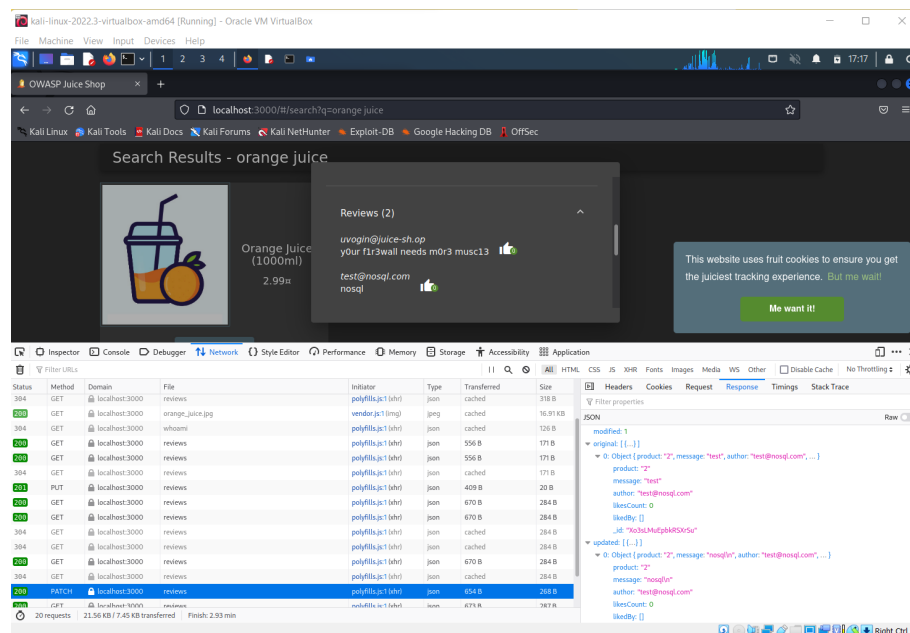 kali-linux-2022.3-virtualbox-amd64 [Running] - Oracle VM VirtualBox
File Machine View Input Devices Help
1 2 3 4 17:17
OWASP Juice Shop
localhost:3000/#/search?q=orange juice
Kali Linux Kali Tools Kali Docs Kali Forums Kali NetHunter Exploit-DB Google Hacking DB OffSec
Search Results - orange juice
Orange Juice
(1000ml)
2.99¤
Reviews (2)
uvogin@juice-sh.op
y0ur f1r3wall needs m0r3 musc13
0
test@nosql.com
nosql
0
This website uses fruit cookies to ensure you get
the juiciest tracking experience. But me wait!
Me want it!
Inspector Console Debugger Network Style Editor Performance Memory Storage Accessibility Application
Filter URLs
All HTML CSS JS XHR Fonts Images Media WS Other Disable Cache No Throttling
Status Method Domain File Initiator Type Transferred Size
304 GET localhost:3000 reviews polyfills.js:1 (xhr) json cached 318 B
200 GET localhost:3000 orange_juice.jpg vendor.js:1 (img) jpeg cached 16.91 KB
304 GET localhost:3000 whoami polyfills.js:1 (xhr) json cached 126 B
200 GET localhost:3000 reviews polyfills.js:1 (xhr) json 556 B 171 B
200 GET localhost:3000 reviews polyfills.js:1 (xhr) json 556 B 171 B
304 GET localhost:3000 reviews polyfills.js:1 (xhr) json cached 171 B
201 PUT localhost:3000 reviews polyfills.js:1 (xhr) json 409 B 20 B
200 GET localhost:3000 reviews polyfills.js:1 (xhr) json 670 B 284 B
200 GET localhost:3000 reviews polyfills.js:1 (xhr) json 670 B 284 B
304 GET localhost:3000 reviews polyfills.js:1 (xhr) json cached 284 B
304 GET localhost:3000 reviews polyfills.js:1 (xhr) json cached 284 B
200 GET localhost:3000 reviews polyfills.js:1 (xhr) json 670 B 284 B
304 GET localhost:3000 reviews polyfills.js:1 (xhr) json cached 284 B
200 PATCH localhost:3000 reviews polyfills.js:1 (xhr) json 654 B 268 B
200 GET localhost:3000 reviews polyfills.js:1 (xhr) json 673 B 287 B
20 requests 21.56 KB / 7.45 KB transferred Finish: 2.93 min
Headers Cookies Request Response Timings Stack Trace
Filter properties
JSON Raw
modified: 1
original: [ {…} ]
0: Object { product: "2", message: "test", author: "test@nosql.com", … }
product: "2"
message: "test"
author: "test@nosql.com"
likesCount: 0
likedBy: []
_id: "Xo3sLMuEpbkRSXrSu"
updated: [ {…} ]
0: Object { product: "2", message: "nosql\n", author: "test@nosql.com", … }
product: "2"
message: "nosql\n"
author: "test@nosql.com"
likesCount: 0
likedBy: []
Right Ctrl